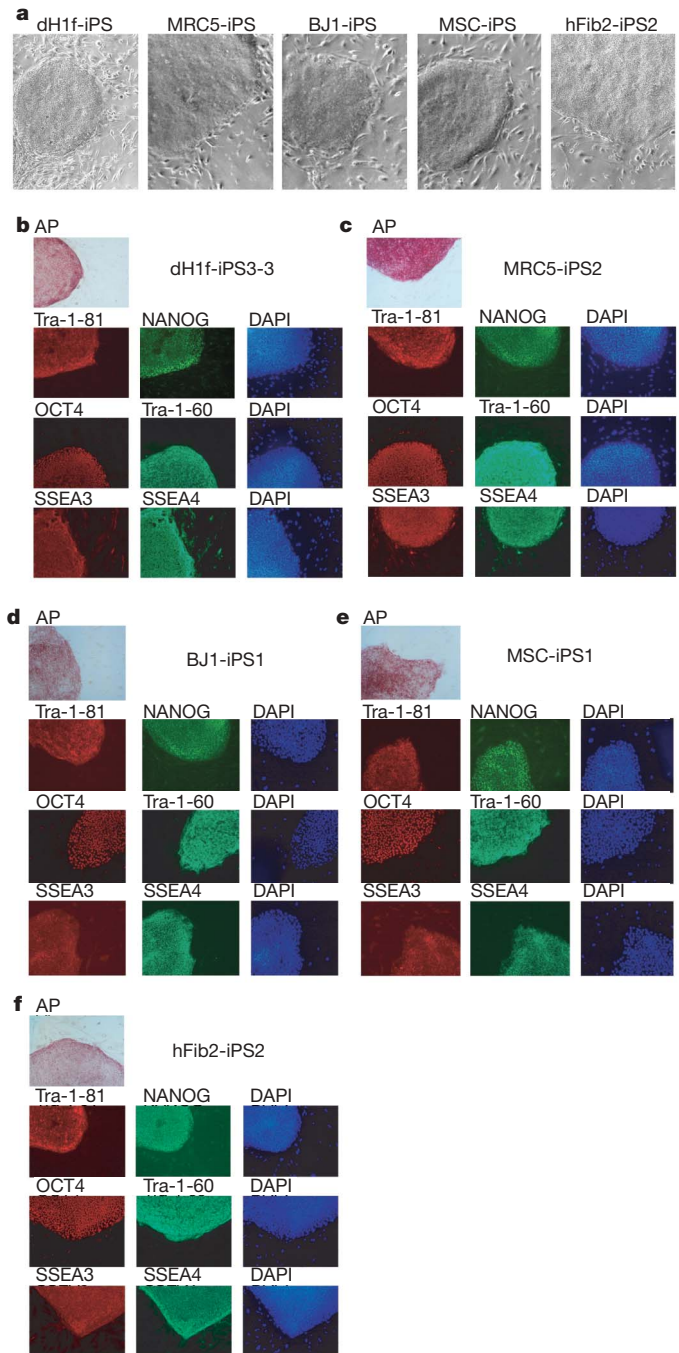 a
dH1f-iPS MRC5-iPS BJ1-iPS MSC-iPS hFib2-iPS2
b AP
dH1f-iPS3-3
Tra-1-81 NANOG DAPI
OCT4 Tra-1-60 DAPI
SSEA3 SSEA4 DAPI
c AP
MRC5-iPS2
Tra-1-81 NANOG DAPI
OCT4 Tra-1-60 DAPI
SSEA3 SSEA4 DAPI
d AP
BJ1-iPS1
Tra-1-81 NANOG DAPI
OCT4 Tra-1-60 DAPI
SSEA3 SSEA4 DAPI
e AP
MSC-iPS1
Tra-1-81 NANOG DAPI
OCT4 Tra-1-60 DAPI
SSEA3 SSEA4 DAPI
f AP
hFib2-iPS2
Tra-1-81 NANOG DAPI
OCT4 Tra-1-60 DAPI
SSEA3 SSEA4 DAPI